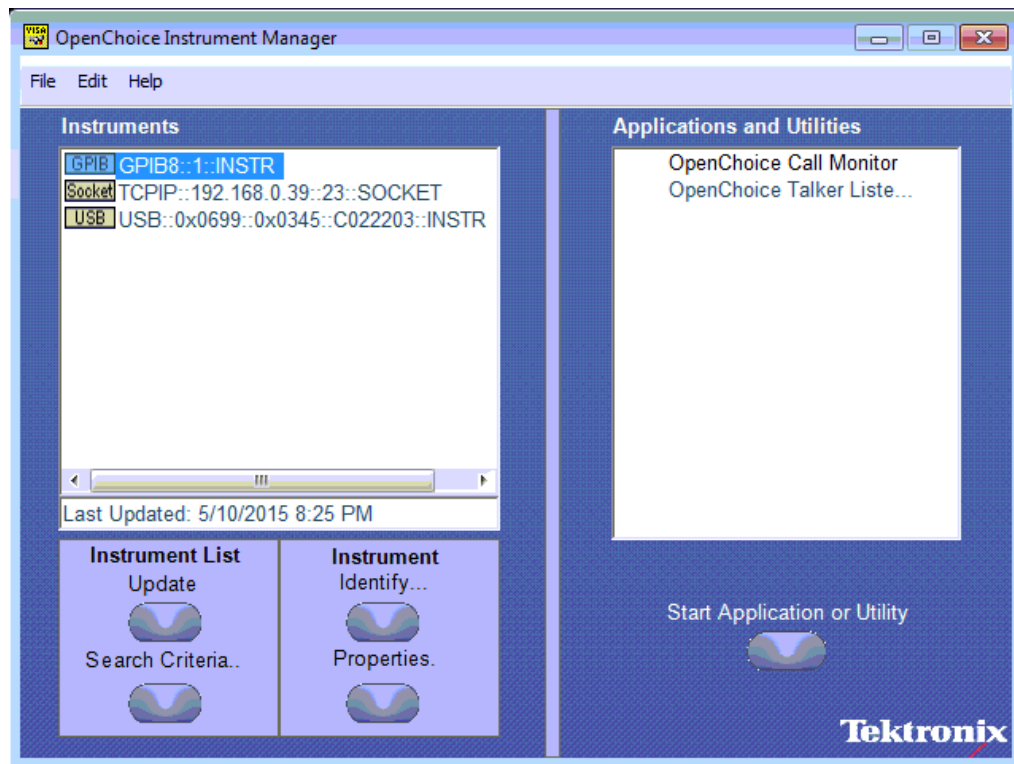 VISA
OpenChoice Instrument Manager
File Edit Help
Instruments
GPIB GPIB8::1::INSTR
Socket TCPIP::192.168.0.39::23::SOCKET
USB USB::0x0699::0x0345::C022203::INSTR
Last Updated: 5/10/2015 8:25 PM
Instrument List
Update
Search Criteria..
Instrument
Identify...
Properties.
Applications and Utilities
OpenChoice Call Monitor
OpenChoice Talker Liste...
Start Application or Utility
Tektronix